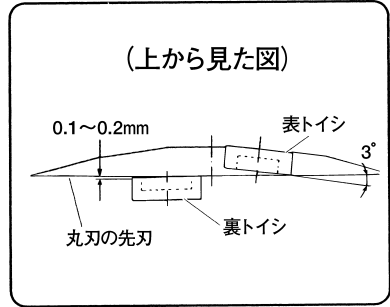 (上から見た図)
0.1〜0.2mm
表トイシ
3°
裏トイシ
丸刃の先刃